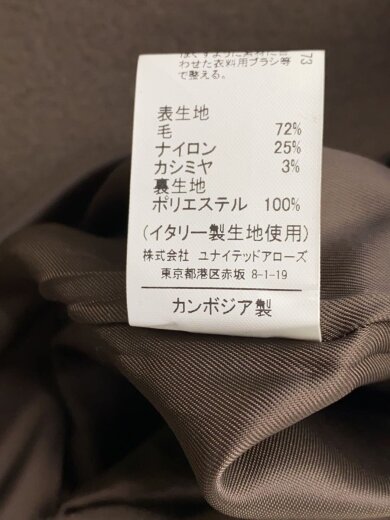 わせた衣料用ブラシ等
で整える。
73
表生地
毛 72%
ナイロン 25%
カシミヤ 3%
裏生地
ポリエステル 100%
(イタリー製生地使用)
株式会社 ユナイテッドアローズ
東京都港区赤坂 8-1-19
カンボジア製